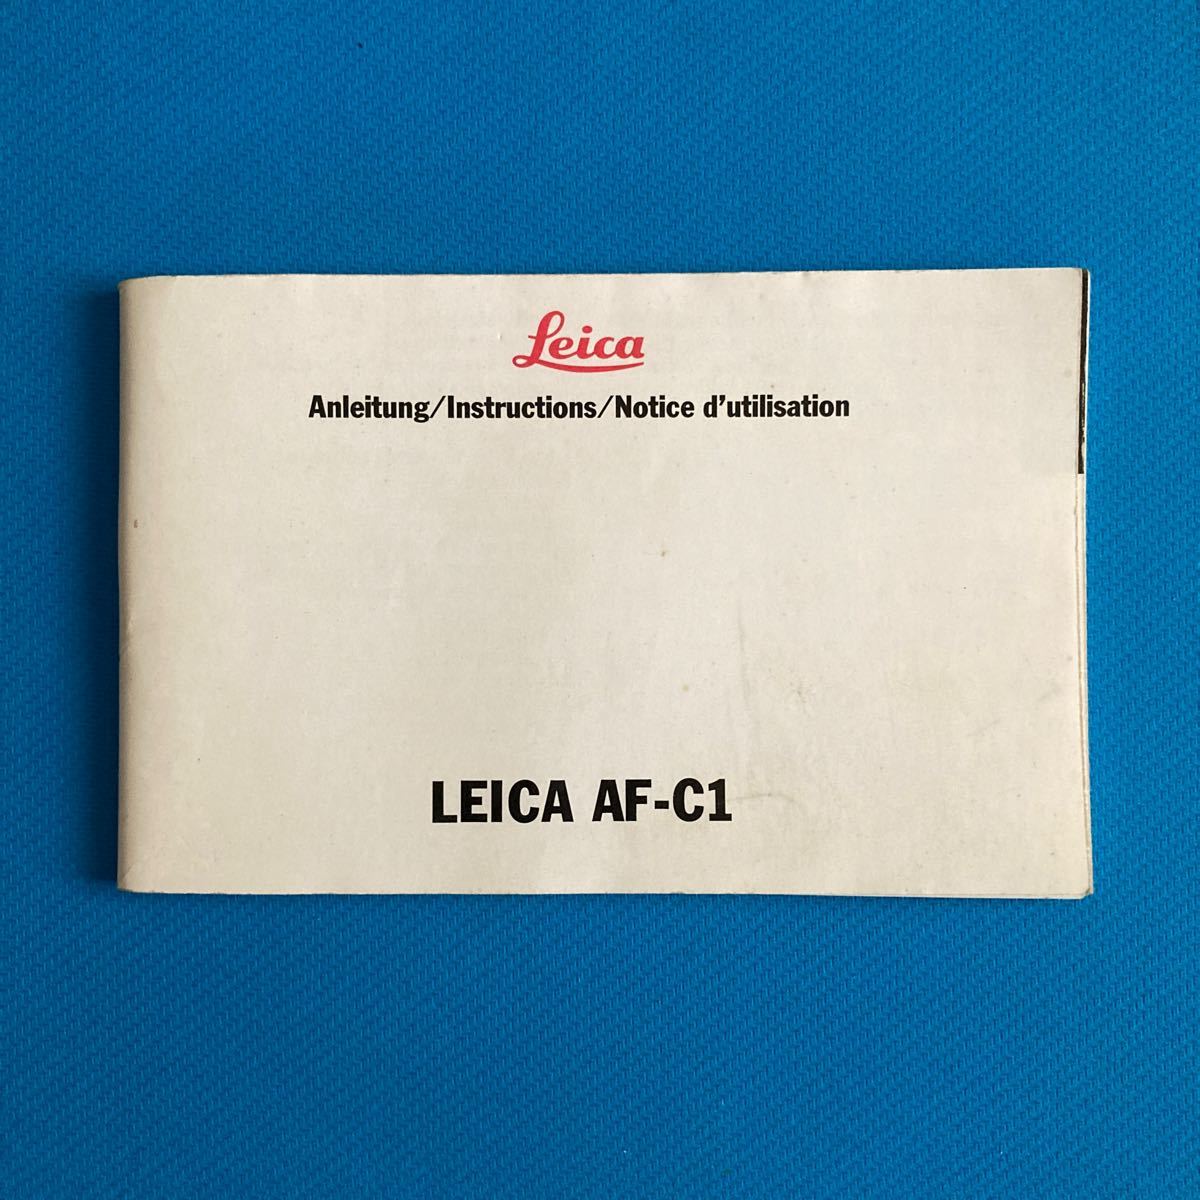 Leica
Anleitung/Instructions/Notice d'utilisation
LEICA AF-C1